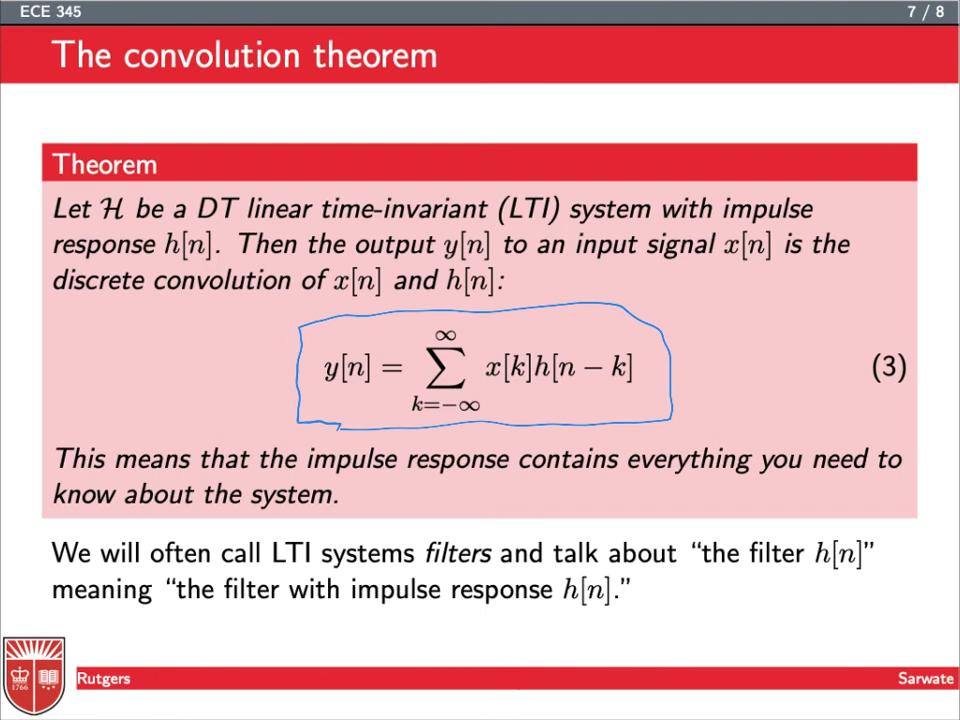 ECE 345
7 / 8
The convolution theorem
Theorem
Let ℋ be a DT linear time-invariant (LTI) system with impulse
response h[n]. Then the output y[n] to an input signal x[n] is the
discrete convolution of x[n] and h[n]:
y[n] = ∑_{k=−∞}^{∞} x[k]h[n − k] (3)
This means that the impulse response contains everything you need to
know about the system.
We will often call LTI systems filters and talk about “the filter h[n]”
meaning “the filter with impulse response h[n].”
1766
Rutgers
Sarwate